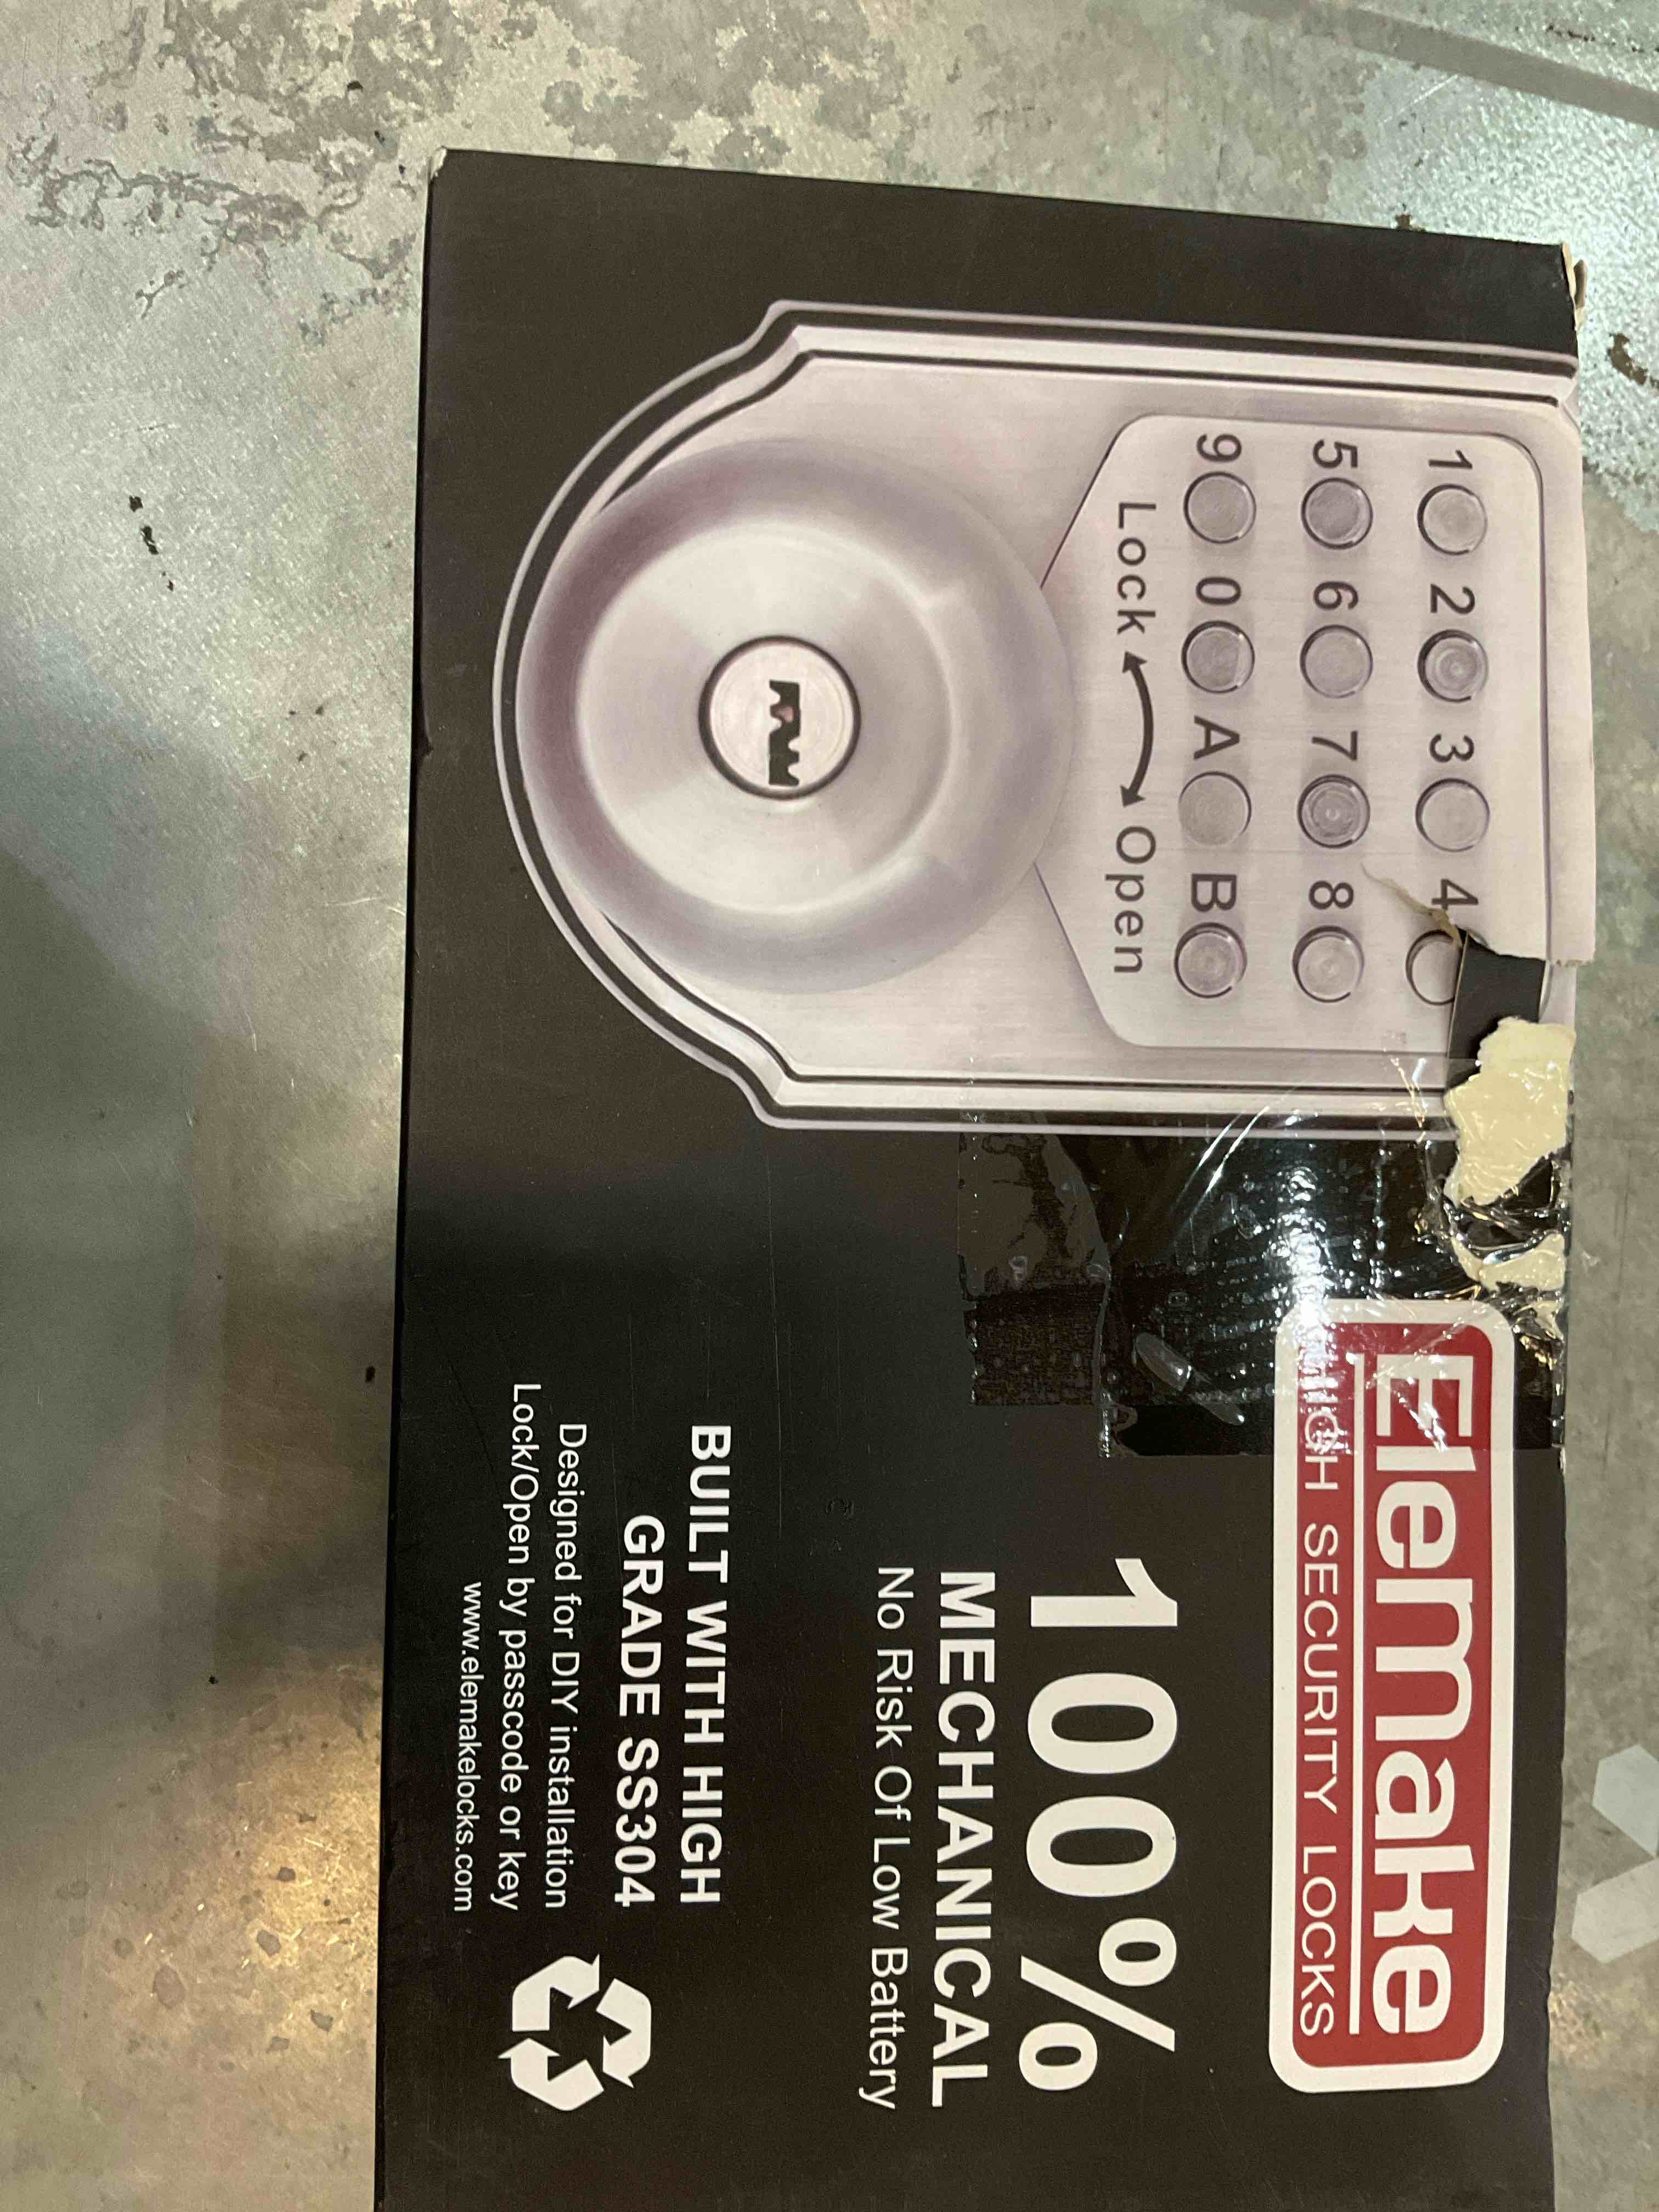 1 2 3 4
5 6 7 8
9 0 A B
Lock Open
Elemake
HIGH SECURITY LOCKS
100%
MECHANICAL
No Risk Of Low Battery
BUILT WITH HIGH
GRADE SS304
Designed for DIY installation
Lock/Open by passcode or key
www.elemakelocks.com